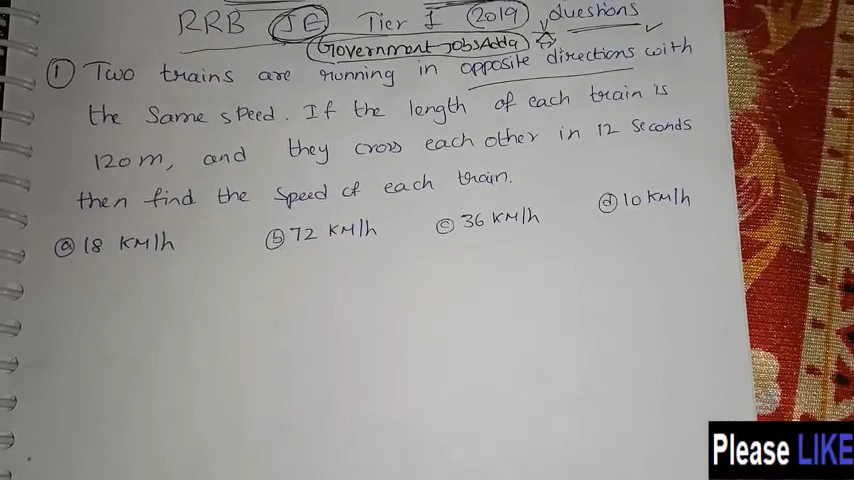 RRB JE Tier I 2019 questions
Government JobsAdda
① Two trains are running in opposite directions with
the same speed. If the length of each train is
120m, and they cross each other in 12 seconds
then find the speed of each train.
ⓐ 18 KM/h ⓑ 72 KM/h ⓒ 36 KM/h ⓓ 10 KM/h
Please LIKE